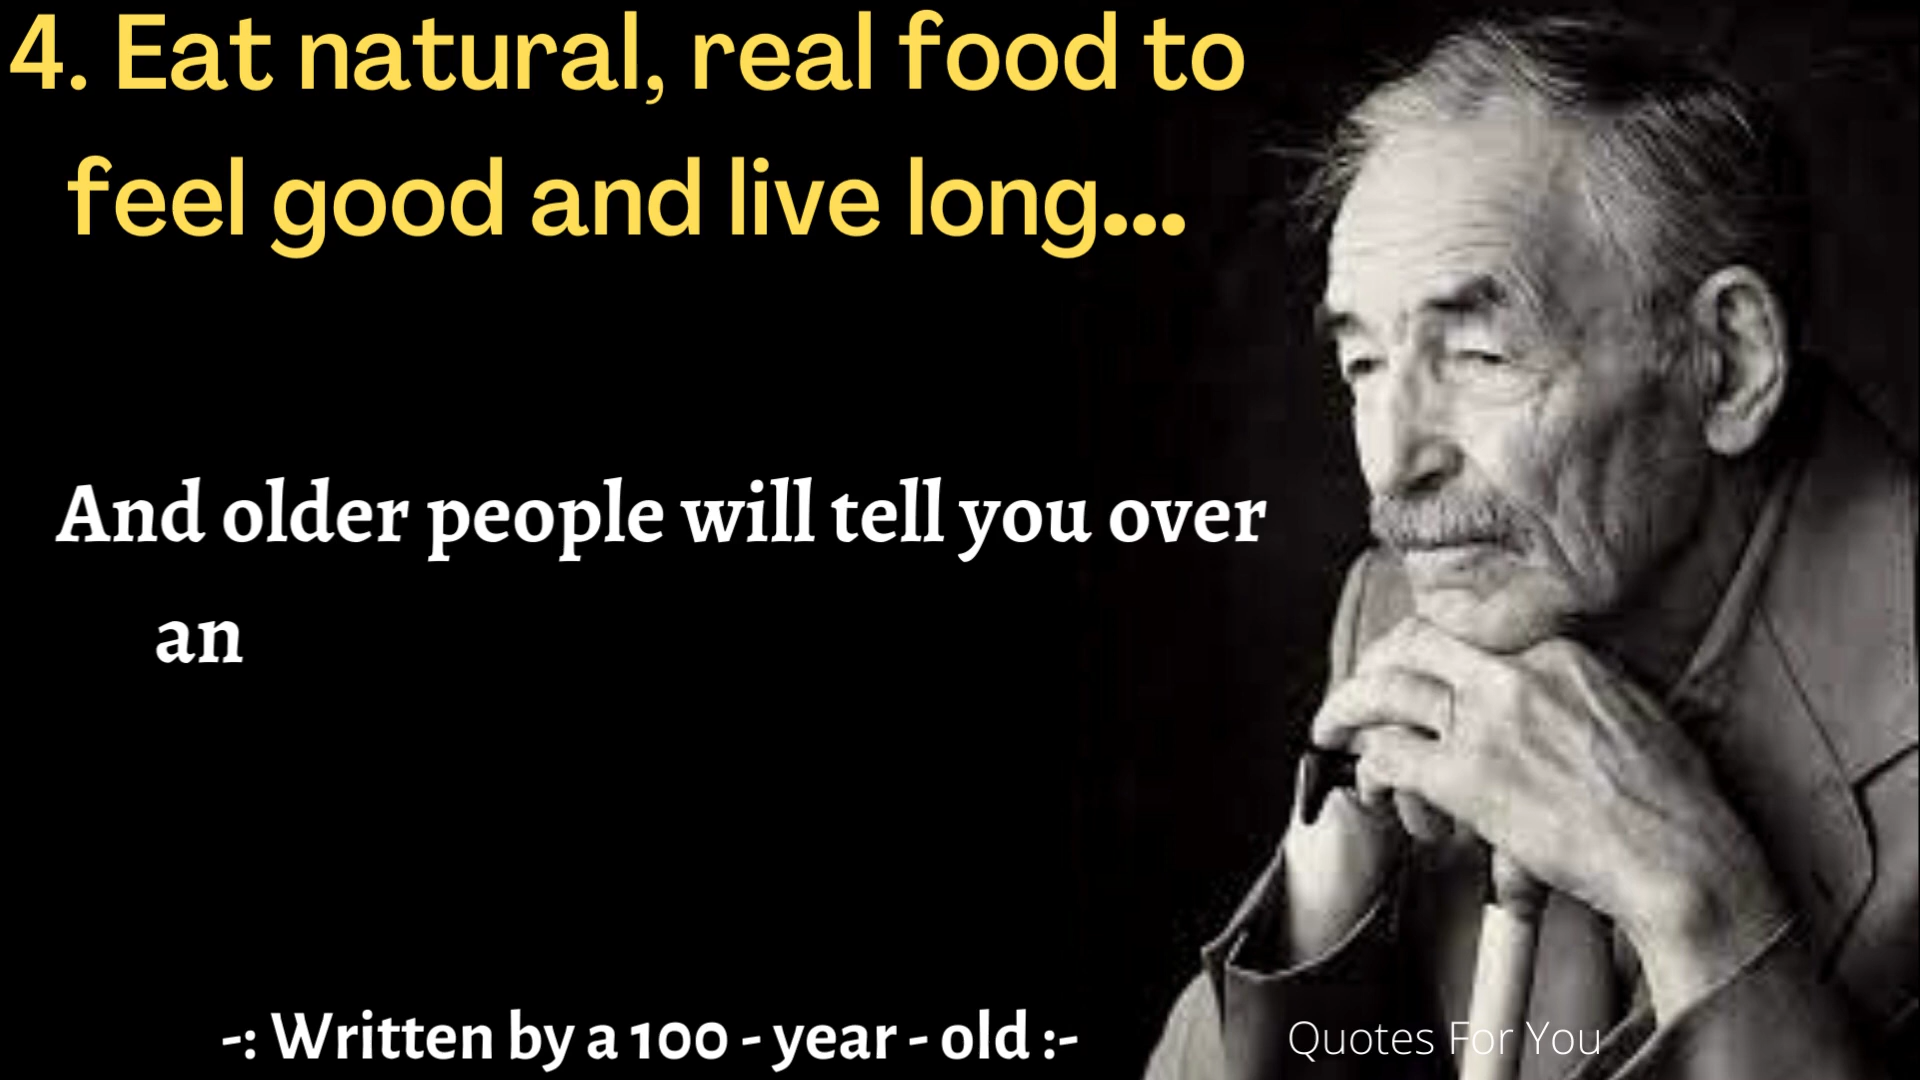 4. Eat natural, real food to
feel good and live long...
And older people will tell you over
an
-: Written by a 100 - year - old :-
Quotes For You